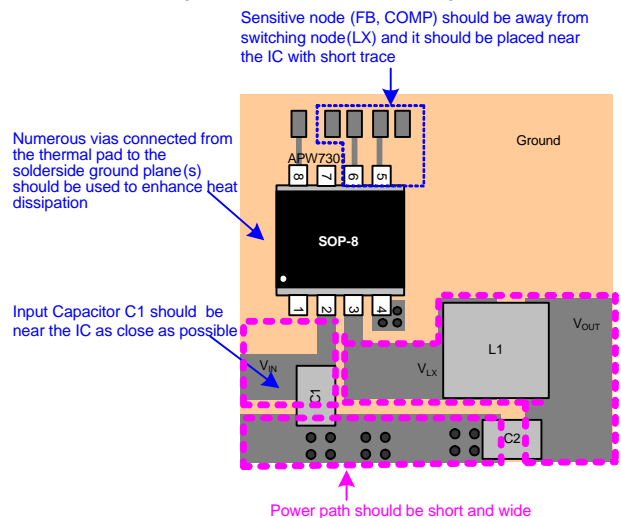 Sensitive node (FB, COMP) should be away from
switching node(LX) and it should be placed near
the IC with short trace
Ground
Numerous vias connected from
the thermal pad to the
solderside ground plane(s)
should be used to enhance heat
dissipation
APW730
8 7 6 5
SOP-8
1 2 3 4
Input Capacitor C1 should be
near the IC as close as possible
VIN
C1
VLX
L1
VOUT
C2
Power path should be short and wide